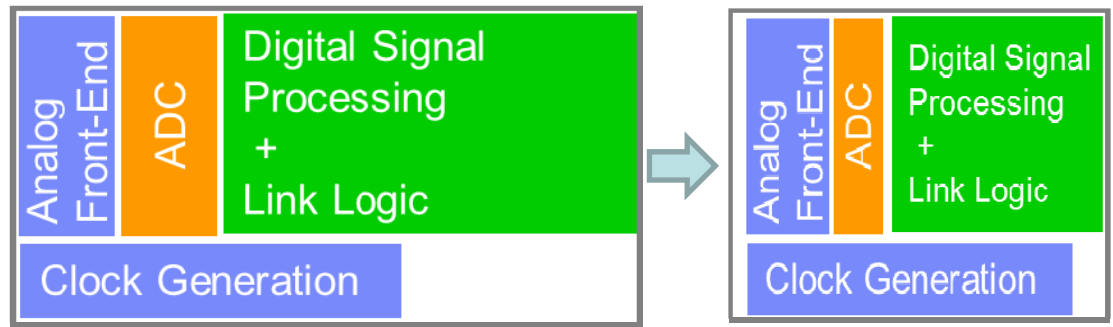 Analog
Front-End
ADC
Digital Signal
Processing
+
Link Logic
Clock Generation
Analog
Front-End
ADC
Digital Signal
Processing
+
Link Logic
Clock Generation